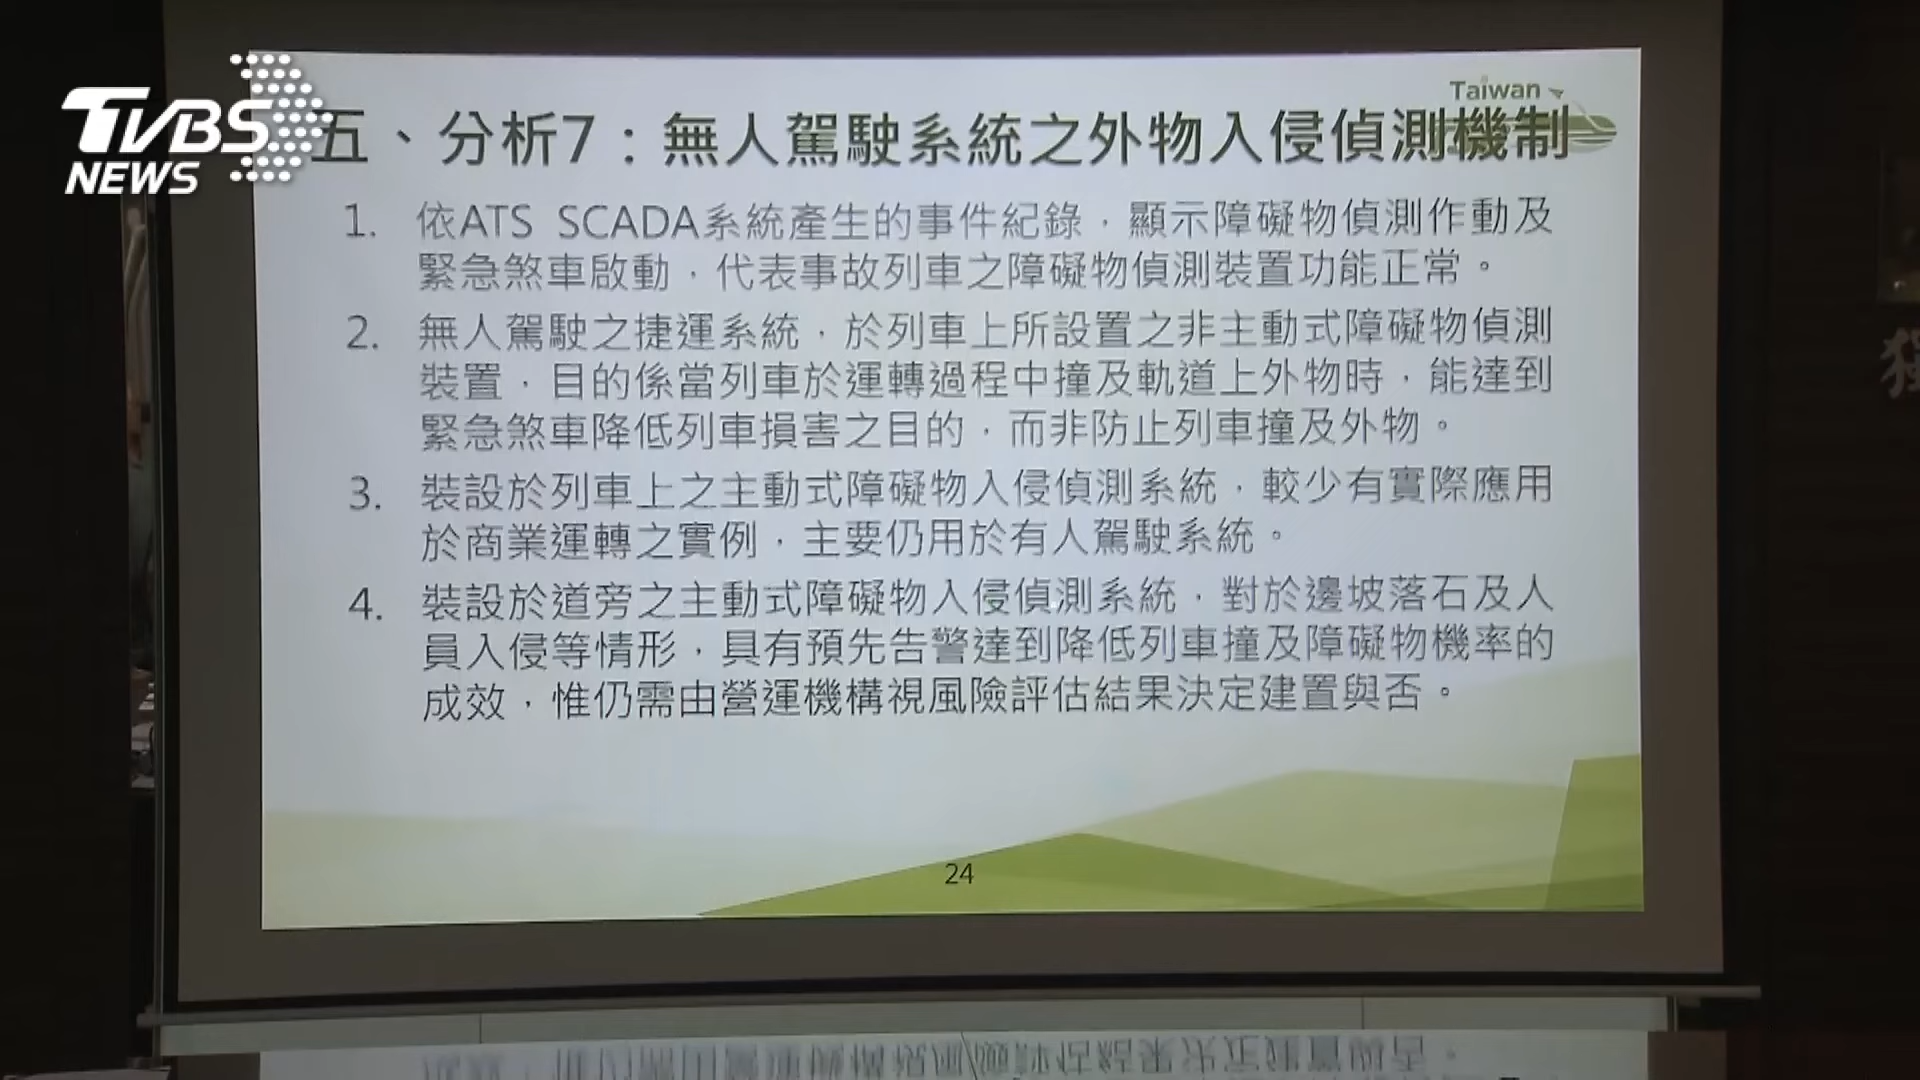 TVBS
NEWS
Taiwan
五、分析7：無人駕駛系統之外物入侵偵測機制
1. 依ATS SCADA系統產生的事件紀錄，顯示障礙物偵測作動及
緊急煞車啟動，代表事故列車之障礙物偵測裝置功能正常。
2. 無人駕駛之捷運系統，於列車上所設置之非主動式障礙物偵測
裝置，目的係當列車於運轉過程中撞及軌道上外物時，能達到
緊急煞車降低列車損害之目的，而非防止列車撞及外物。
3. 裝設於列車上之主動式障礙物入侵偵測系統，較少有實際應用
於商業運轉之實例，主要仍用於有人駕駛系統。
4. 裝設於道旁之主動式障礙物入侵偵測系統，對於邊坡落石及人
員入侵等情形，具有預先告警達到降低列車撞及障礙物機率的
成效，惟仍需由營運機構視風險評估結果決定建置與否。
24